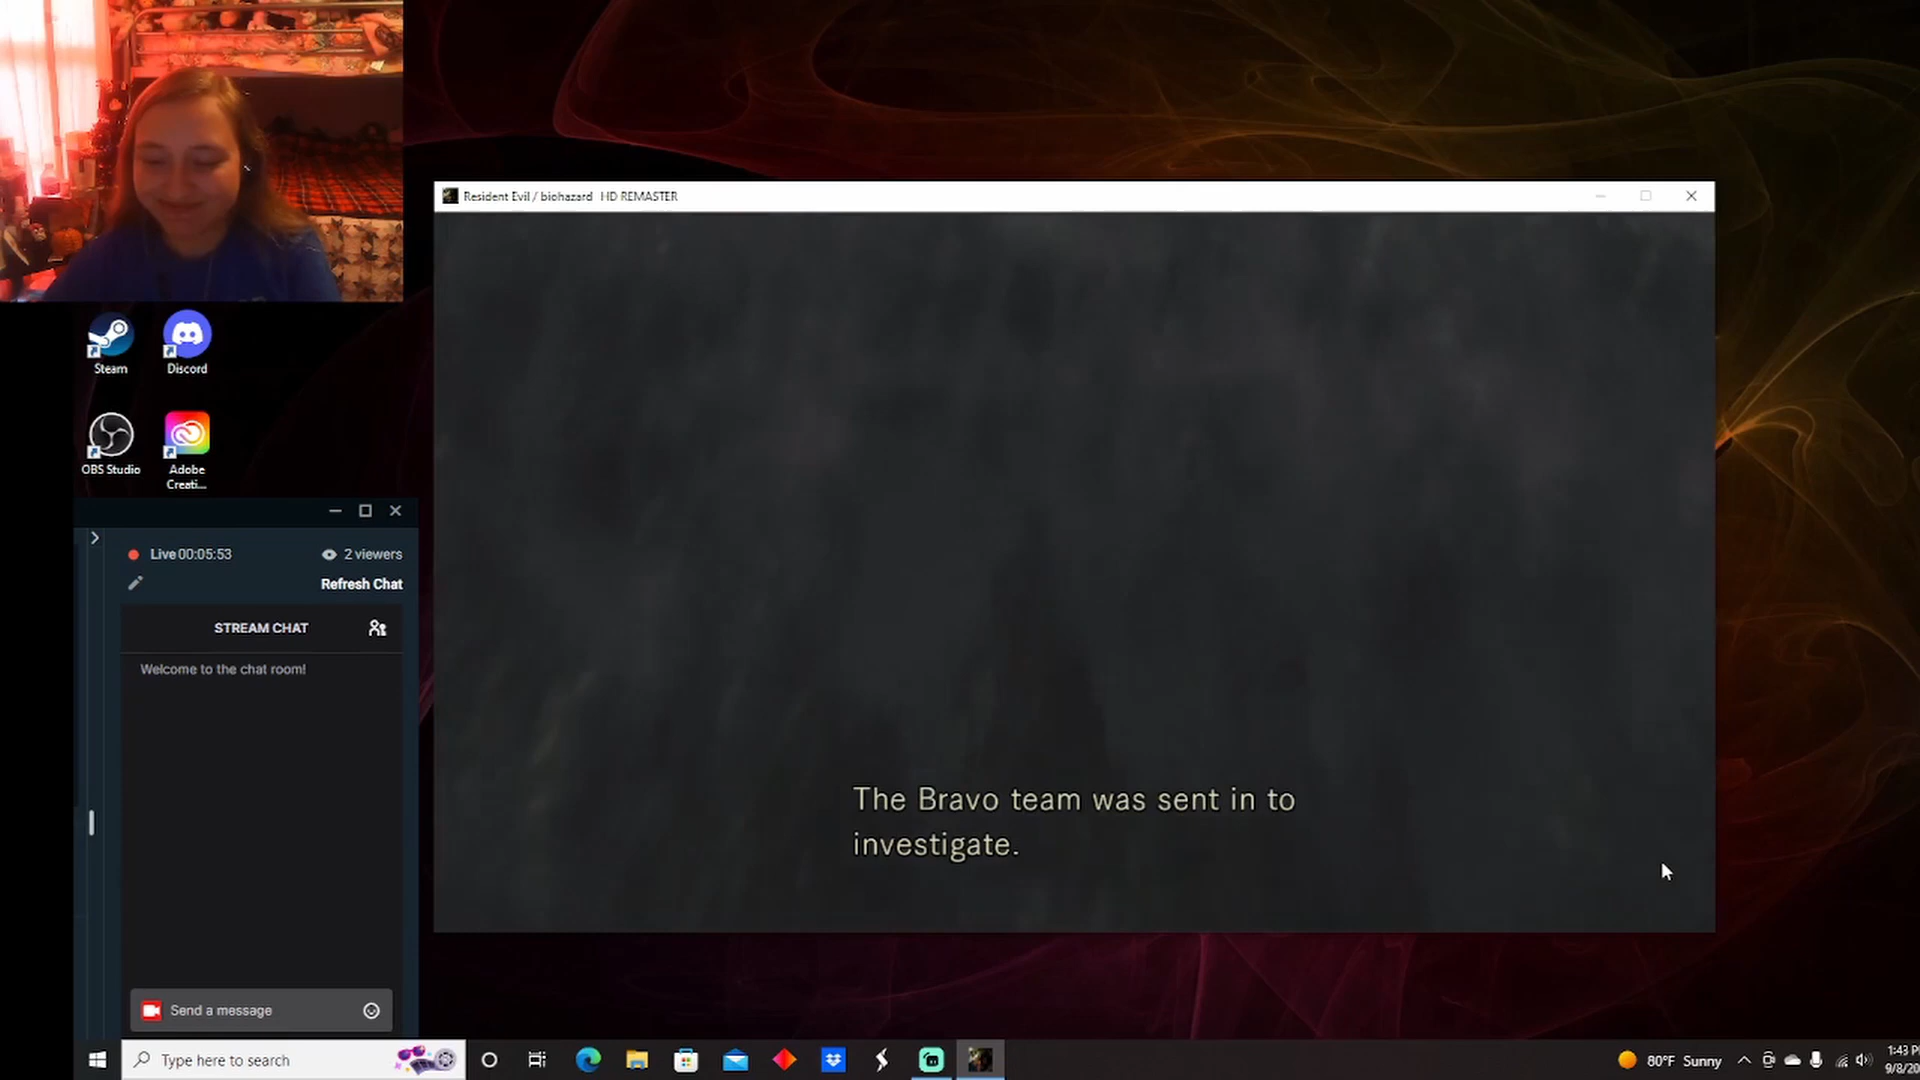 Resident Evil / biohazard HD REMASTER
Steam
Discord
OBS Studio
Adobe
Creati...
Live 00:05:53
2 viewers
Refresh Chat
STREAM CHAT
Welcome to the chat room!
The Bravo team was sent in to
investigate.
Send a message
Type here to search
80°F Sunny
1:43 P
9/8/20